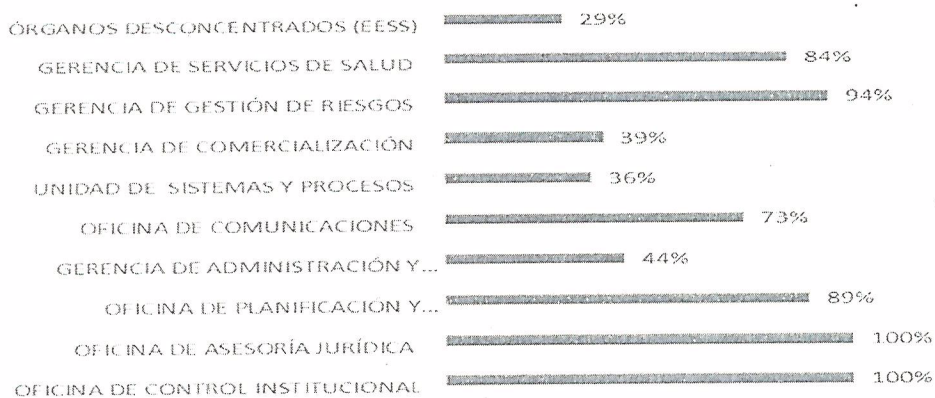 ÓRGANOS DESCONCENTRADOS (EESS) 29%
GERENCIA DE SERVICIOS DE SALUD 84%
GERENCIA DE GESTIÓN DE RIESGOS 94%
GERENCIA DE COMERCIALIZACIÓN 39%
UNIDAD DE SISTEMAS Y PROCESOS 36%
OFICINA DE COMUNICACIONES 73%
GERENCIA DE ADMINISTRACIÓN Y... 44%
OFICINA DE PLANIFICACIÓN Y... 89%
OFICINA DE ASESORÍA JURÍDICA 100%
OFICINA DE CONTROL INSTITUCIONAL 100%